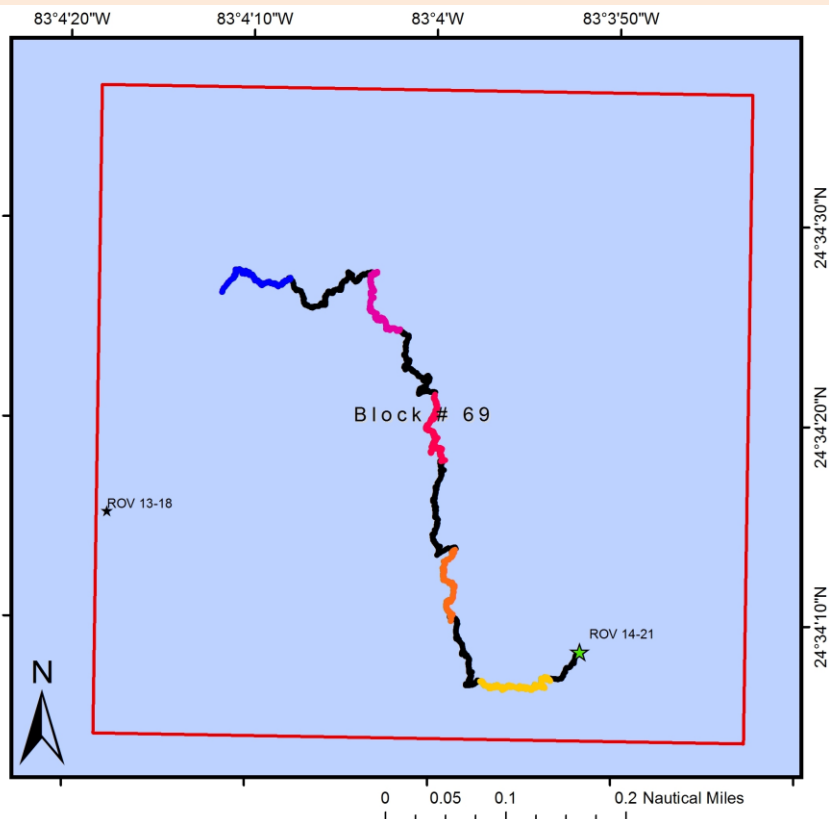 83°4'20"W 83°4'10"W 83°4'W 83°3'50"W
24°34'30"N
Block # 69
24°34'20"N
ROV 13-18
ROV 14-21
24°34'10"N
N
0 0.05 0.1 0.2 Nautical Miles